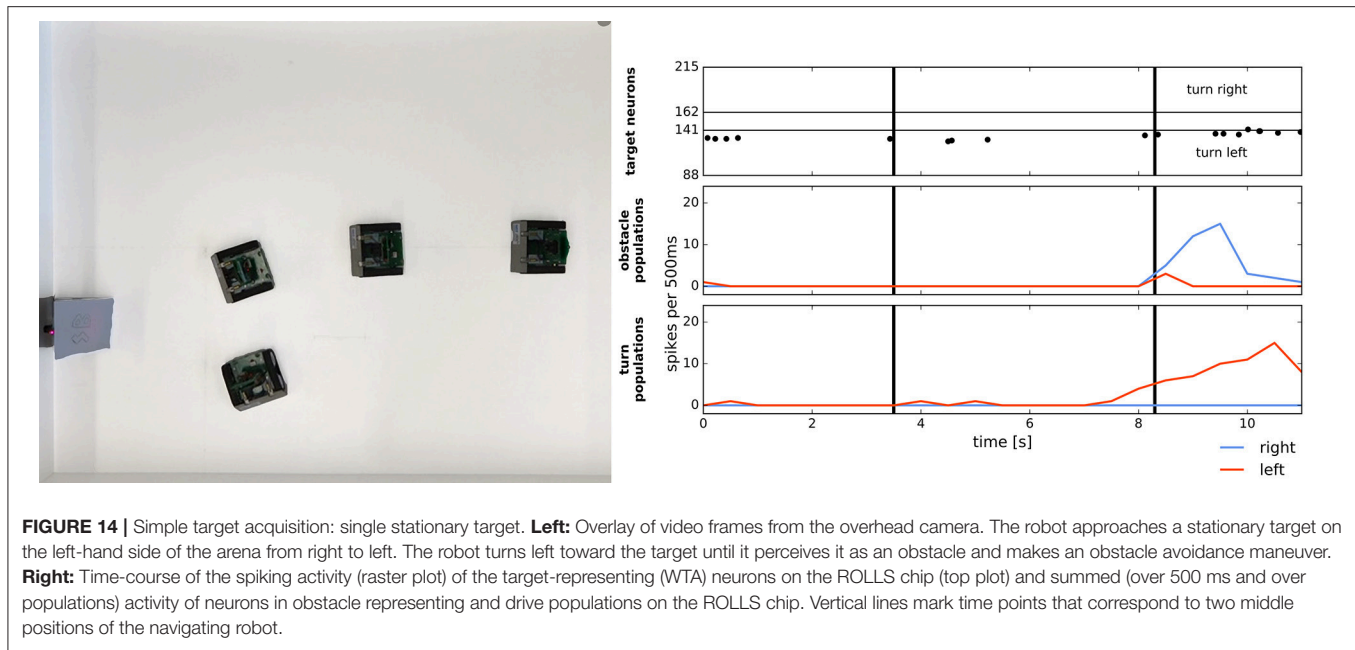 target neurons
215
162
141
88
turn right
turn left
obstacle populations
20
10
0
turn populations
spikes per 500ms
20
10
0
0 2 4 6 8 10
time [s]
right
left
FIGURE 14 | Simple target acquisition: single stationary target. Left: Overlay of video frames from the overhead camera. The robot approaches a stationary target on
the left-hand side of the arena from right to left. The robot turns left toward the target until it perceives it as an obstacle and makes an obstacle avoidance maneuver.
Right: Time-course of the spiking activity (raster plot) of the target-representing (WTA) neurons on the ROLLS chip (top plot) and summed (over 500 ms and over
populations) activity of neurons in obstacle representing and drive populations on the ROLLS chip. Vertical lines mark time points that correspond to two middle
positions of the navigating robot.